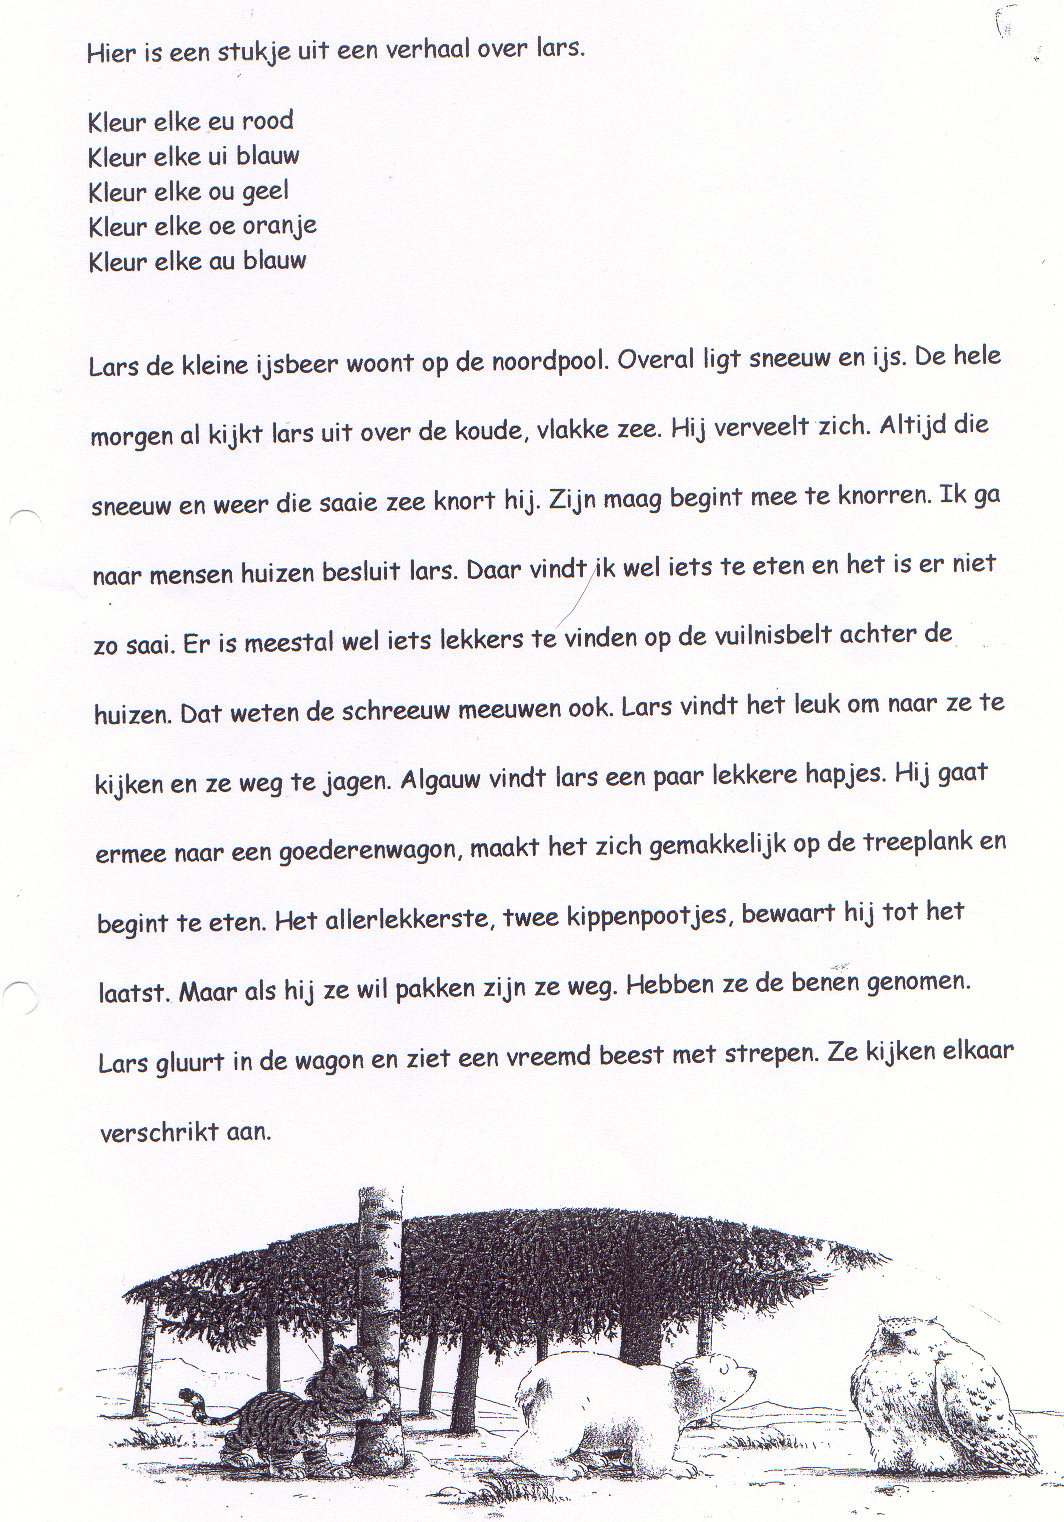 Hier is een stukje uit een verhaal over lars.
Kleur elke eu rood
Kleur elke ui blauw
Kleur elke ou geel
Kleur elke oe oranje
Kleur elke au blauw
Lars de kleine ijsbeer woont op de noordpool. Overal ligt sneeuw en ijs. De hele
morgen al kijkt lars uit over de koude, vlakke zee. Hij verveelt zich. Altijd die
sneeuw en weer die saaie zee knort hij. Zijn maag begint mee te knorren. Ik ga
naar mensen huizen besluit lars. Daar vindt ik wel iets te eten en het is er niet
zo saai. Er is meestal wel iets lekkers te vinden op de vuilnisbelt achter de
huizen. Dat weten de schreeuw meeuwen ook. Lars vindt het leuk om naar ze te
kijken en ze weg te jagen. Algauw vindt lars een paar lekkere hapjes. Hij gaat
ermee naar een goederenwagon, maakt het zich gemakkelijk op de treeplank en
begint te eten. Het allerlekkerste, twee kippenpootjes, bewaart hij tot het
laatst. Maar als hij ze wil pakken zijn ze weg. Hebben ze de benen genomen.
Lars gluurt in de wagon en ziet een vreemd beest met strepen. Ze kijken elkaar
verschrikt aan.